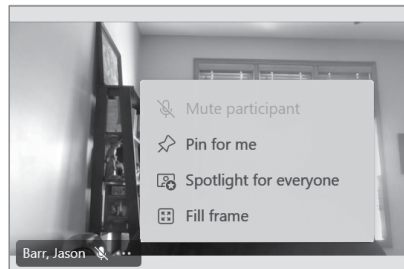 Mute participant
Pin for me
Spotlight for everyone
Fill frame
Barr, Jason